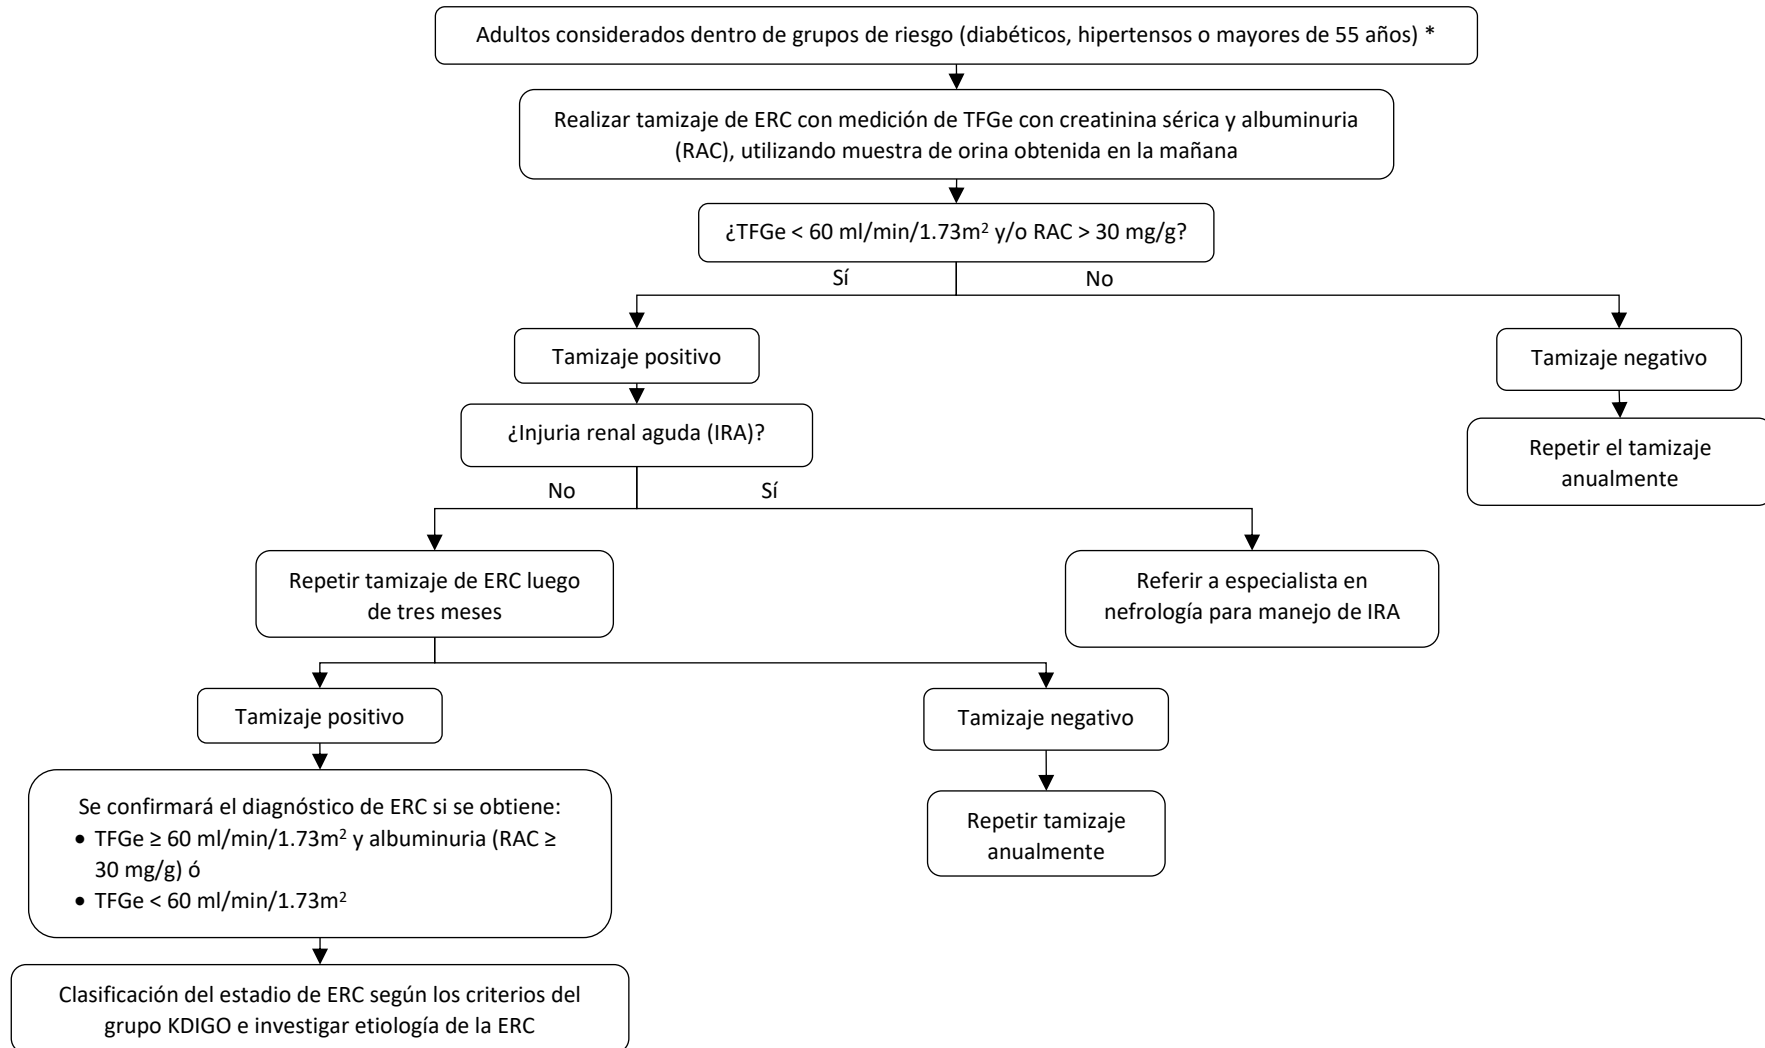 Adultos considerados dentro de grupos de riesgo (diabéticos, hipertensos o mayores de 55 años) *
Realizar tamizaje de ERC con medición de TFGe con creatinina sérica y albuminuria
(RAC), utilizando muestra de orina obtenida en la mañana
¿TFGe < 60 ml/min/1.73m² y/o RAC > 30 mg/g?
Sí
No
Tamizaje positivo
Tamizaje negativo
¿Injuria renal aguda (IRA)?
Repetir el tamizaje
anualmente
No
Sí
Repetir tamizaje de ERC luego
de tres meses
Referir a especialista en
nefrología para manejo de IRA
Tamizaje positivo
Tamizaje negativo
Se confirmará el diagnóstico de ERC si se obtiene:
• TFGe ≥ 60 ml/min/1.73m² y albuminuria (RAC ≥
30 mg/g) ó
• TFGe < 60 ml/min/1.73m²
Repetir tamizaje
anualmente
Clasificación del estadio de ERC según los criterios del
grupo KDIGO e investigar etiología de la ERC